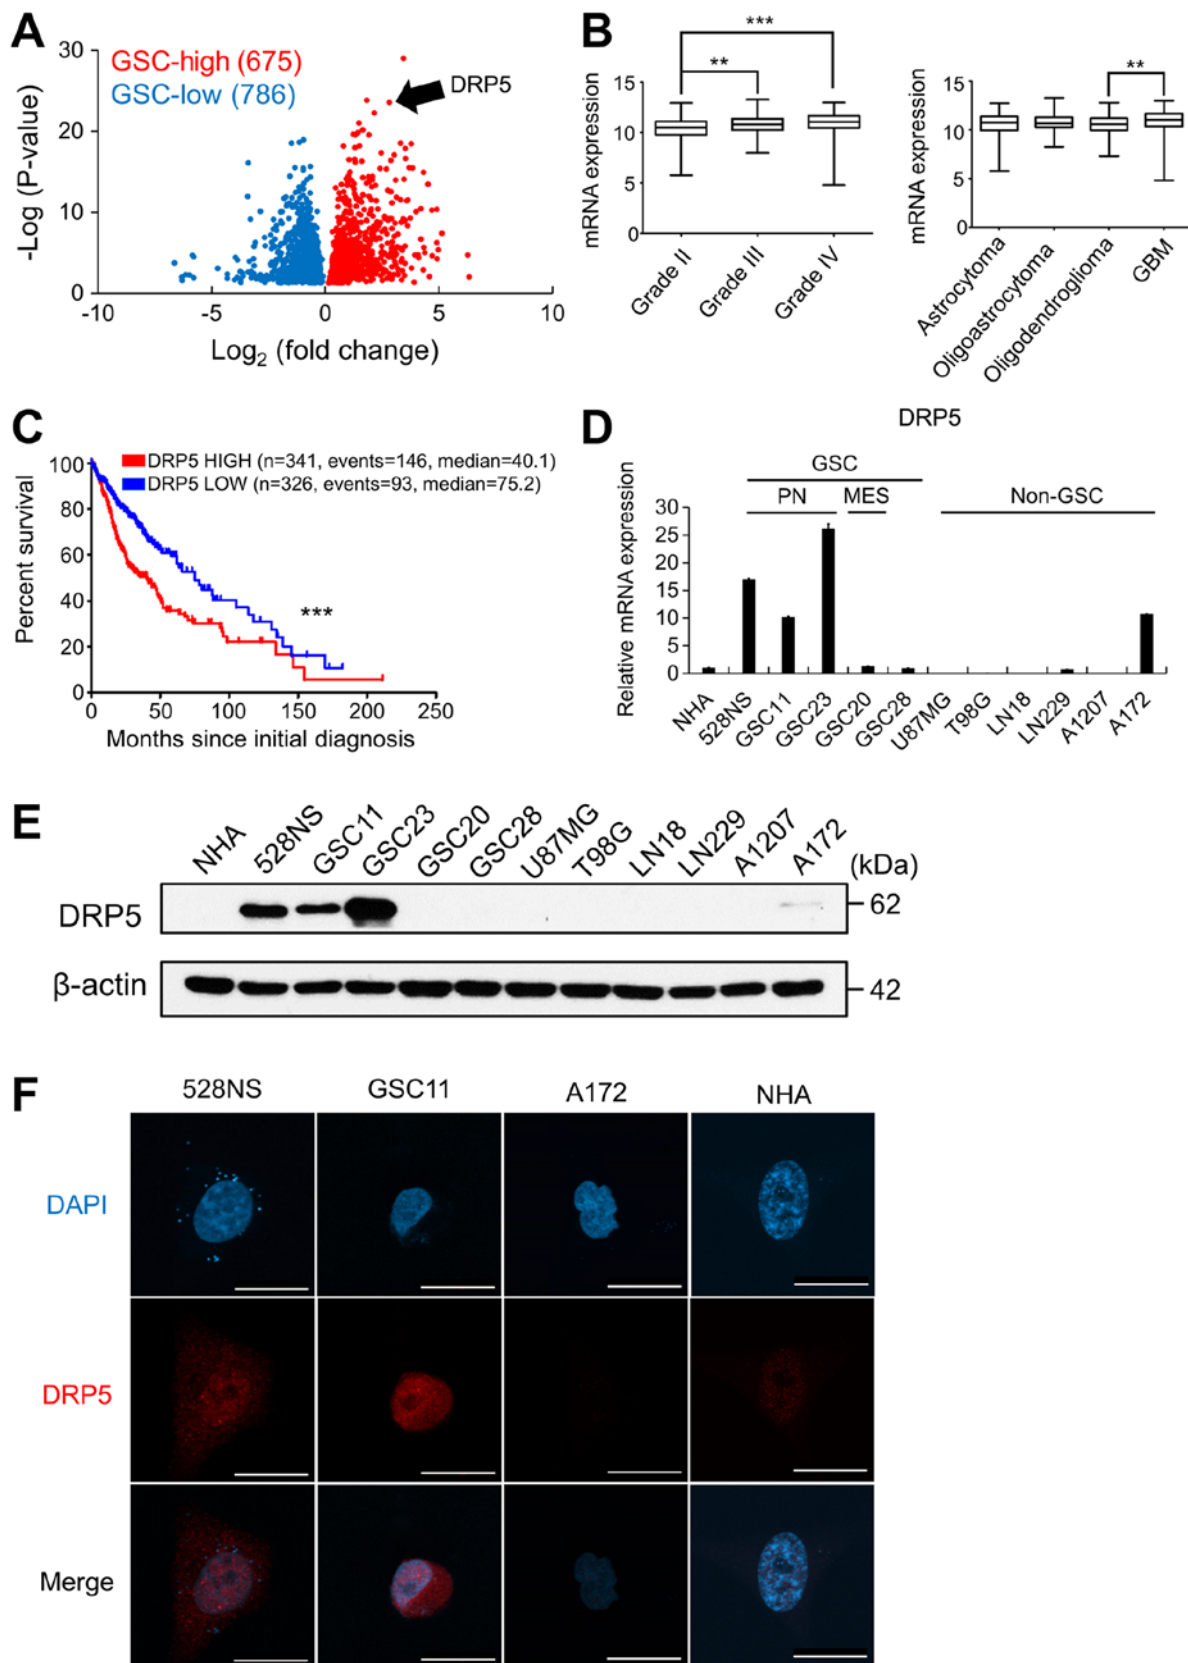 A
GSC-high (675)
GSC-low (786)
DRP5
30
20
10
0
-Log (P-value)
-10
-5
0
5
10
Log2 (fold change)
B
***
**
mRNA expression
15
10
5
0
Grade II
Grade III
Grade IV
**
mRNA expression
15
10
5
0
Astrocytoma
Oligoastrocytoma
Oligodendroglioma
GBM
C
DRP5 HIGH (n=341, events=146, median=40.1)
DRP5 LOW (n=326, events=93, median=75.2)
Percent survival
100
80
60
40
20
0
***
0
50
100
150
200
250
Months since initial diagnosis
D
DRP5
GSC
PN
MES
Non-GSC
Relative mRNA expression
30
25
20
15
10
5
0
NHA
528NS
GSC11
GSC23
GSC20
GSC28
U87MG
T98G
LN18
LN229
A1207
A172
E
NHA
528NS
GSC11
GSC23
GSC20
GSC28
U87MG
T98G
LN18
LN229
A1207
A172
(kDa)
DRP5
62
β-actin
42
F
528NS
GSC11
A172
NHA
DAPI
DRP5
Merge